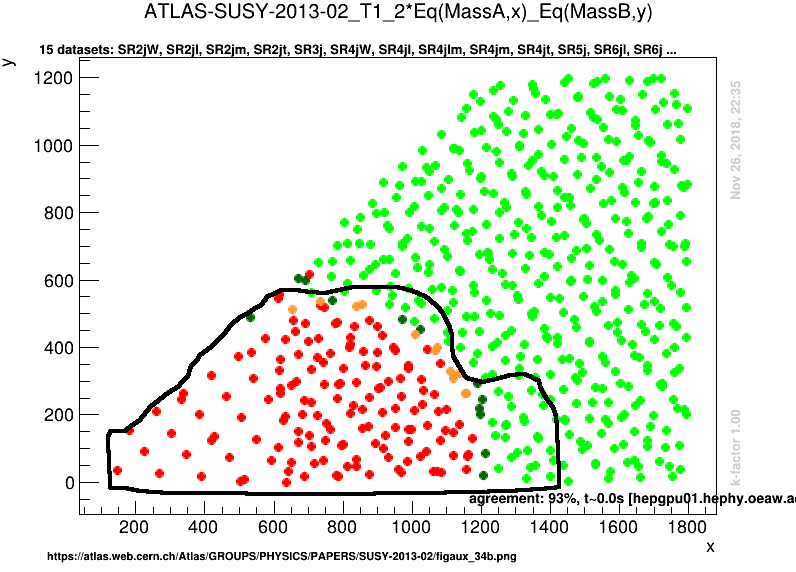 ATLAS-SUSY-2013-02_T1_2*Eq(MassA,x)_Eq(MassB,y)
15 datasets: SR2jW, SR2jl, SR2jm, SR2jt, SR3j, SR4jW, SR4jl, SR4jlm, SR4jm, SR4jt, SR5j, SR6jl, SR6j ...
y
1200
1000
800
600
400
200
0
Nov 26, 2018, 22:35
k-factor 1.00
agreement: 93%, t~0.0s [hepgpu01.hephy.oeaw.a
200 400 600 800 1000 1200 1400 1600 1800
x
https://atlas.web.cern.ch/Atlas/GROUPS/PHYSICS/PAPERS/SUSY-2013-02/figaux_34b.png